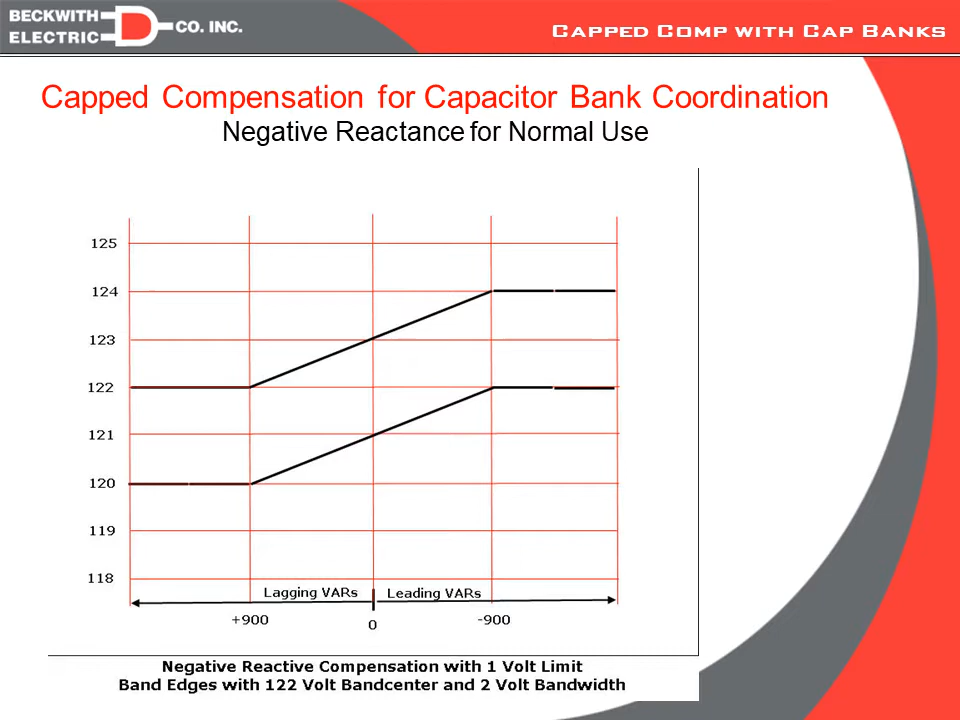 BECKWITH
ELECTRIC
CO. INC.
Capped Comp with Cap Banks
Capped Compensation for Capacitor Bank Coordination
Negative Reactance for Normal Use
125
124
123
122
121
120
119
118
Lagging VARs
Leading VARs
+900
0
-900
Negative Reactive Compensation with 1 Volt Limit
Band Edges with 122 Volt Bandcenter and 2 Volt Bandwidth